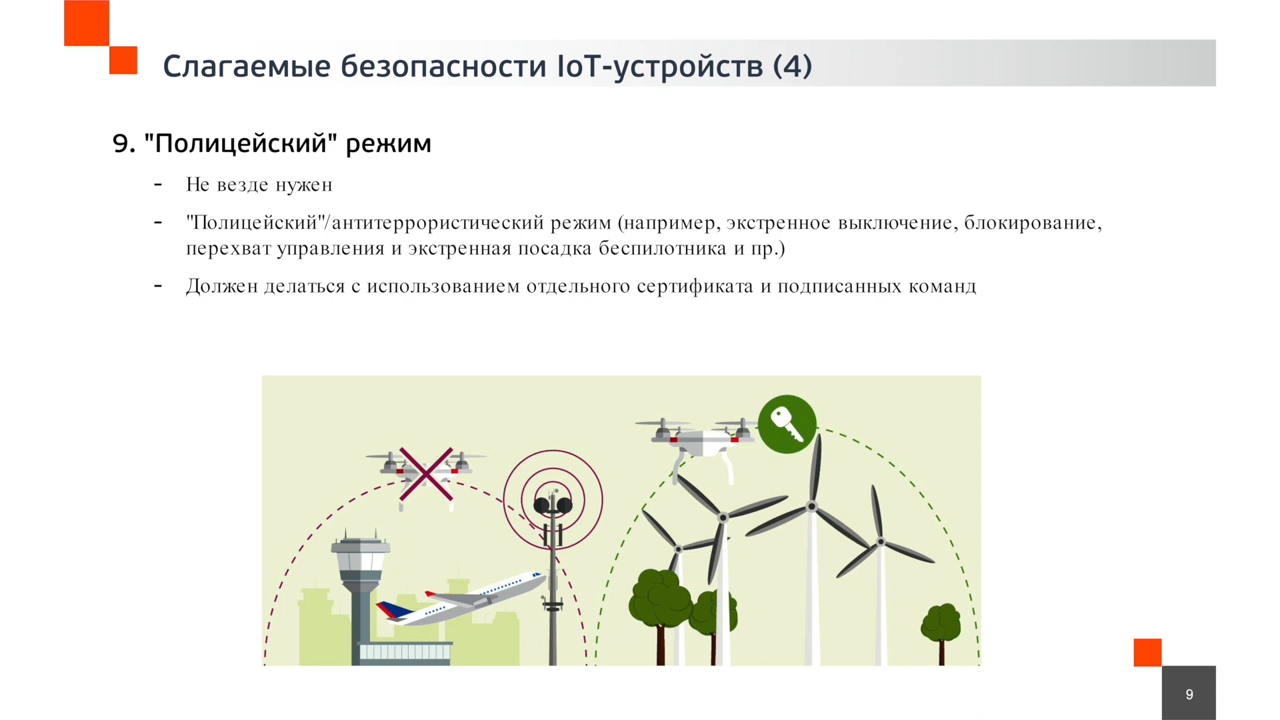 Слагаемые безопасности IoT-устройств (4)
9. "Полицейский" режим
- Не везде нужен
- "Полицейский"/антитеррористический режим (например, экстренное выключение, блокирование,
перехват управления и экстренная посадка беспилотника и пр.)
- Должен делаться с использованием отдельного сертификата и подписанных команд
9